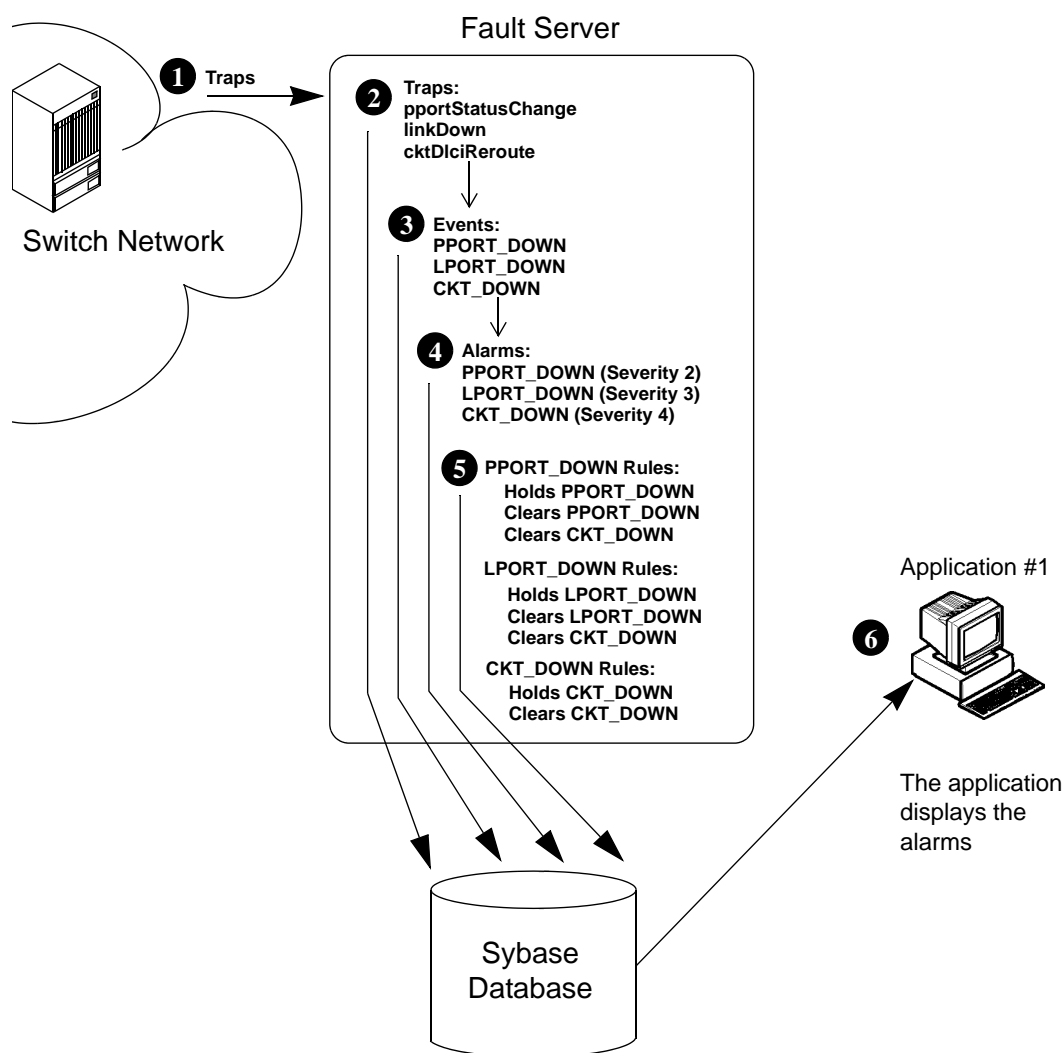 Fault Server
1 Traps
Switch Network
2 Traps:
pportStatusChange
linkDown
cktDlciReroute
3 Events:
PPORT_DOWN
LPORT_DOWN
CKT_DOWN
4 Alarms:
PPORT_DOWN (Severity 2)
LPORT_DOWN (Severity 3)
CKT_DOWN (Severity 4)
5 PPORT_DOWN Rules:
Holds PPORT_DOWN
Clears PPORT_DOWN
Clears CKT_DOWN
LPORT_DOWN Rules:
Holds LPORT_DOWN
Clears LPORT_DOWN
Clears CKT_DOWN
CKT_DOWN Rules:
Holds CKT_DOWN
Clears CKT_DOWN
Application #1
6
The application
displays the
alarms
Sybase
Database